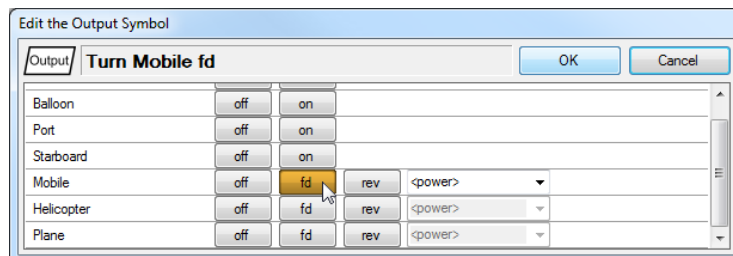 Edit the Output Symbol
Output Turn Mobile fd OK Cancel
Balloon off on
Port off on
Starboard off on
Mobile off fd rev <power>
Helicopter off fd rev <power>
Plane off fd rev <power>